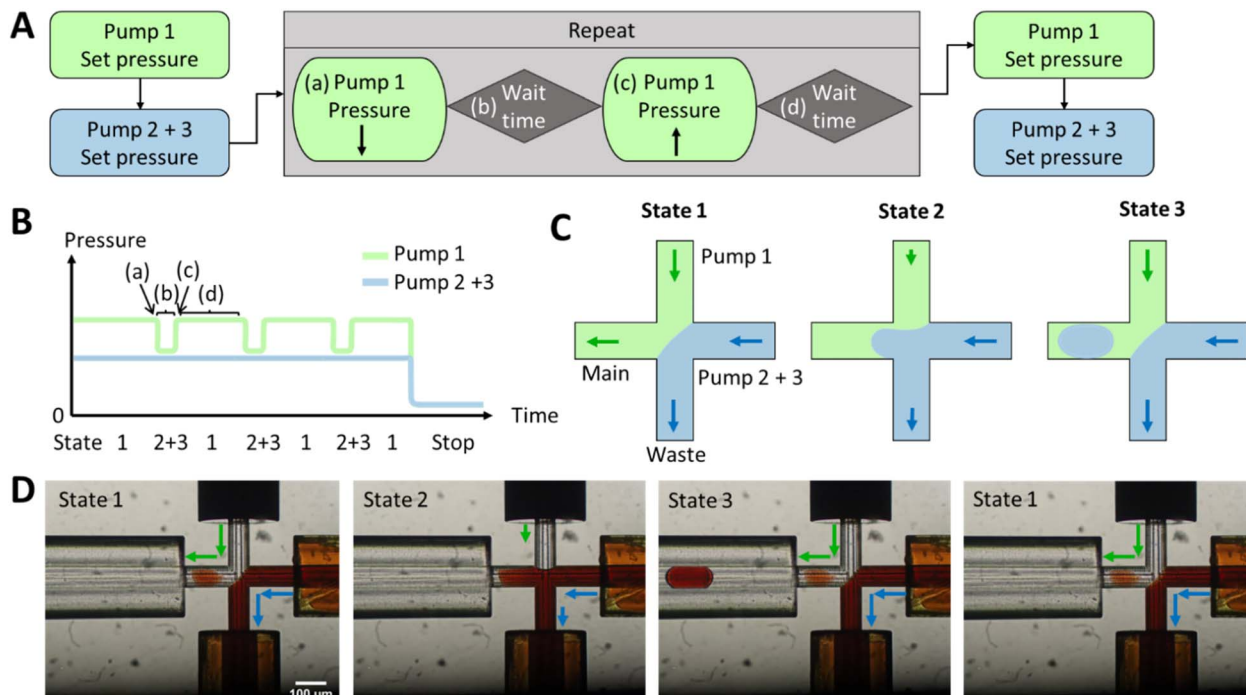 A
Pump 1
Set pressure
Pump 2 + 3
Set pressure
Repeat
(a) Pump 1
Pressure
(b) Wait
time
(c) Pump 1
Pressure
(d) Wait
time
Pump 1
Set pressure
Pump 2 + 3
Set pressure
B
Pressure
Pump 1
Pump 2 +3
(a)
(b)
(c)
(d)
0
Time
State 1 2+3 1 2+3 1 2+3 1 Stop
C
State 1
State 2
State 3
Pump 1
Main
Pump 2 + 3
Waste
D
State 1
State 2
State 3
State 1
100 μm